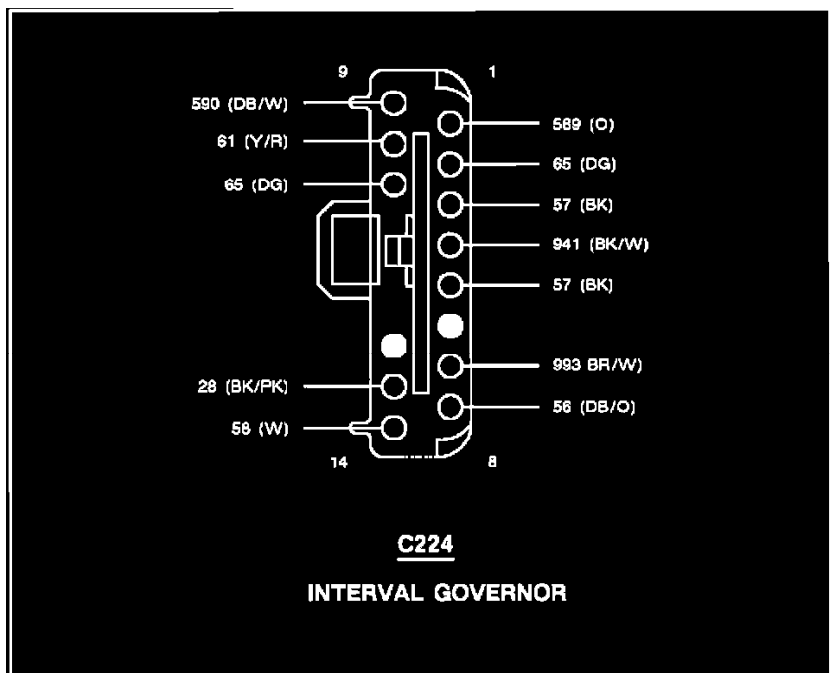 9 1
590 (DB/W)
589 (O)
61 (Y/R)
65 (DG)
65 (DG)
57 (BK)
941 (BK/W)
57 (BK)
993 BR/W)
28 (BK/PK)
56 (DB/O)
58 (W)
14 8
C224
INTERVAL GOVERNOR